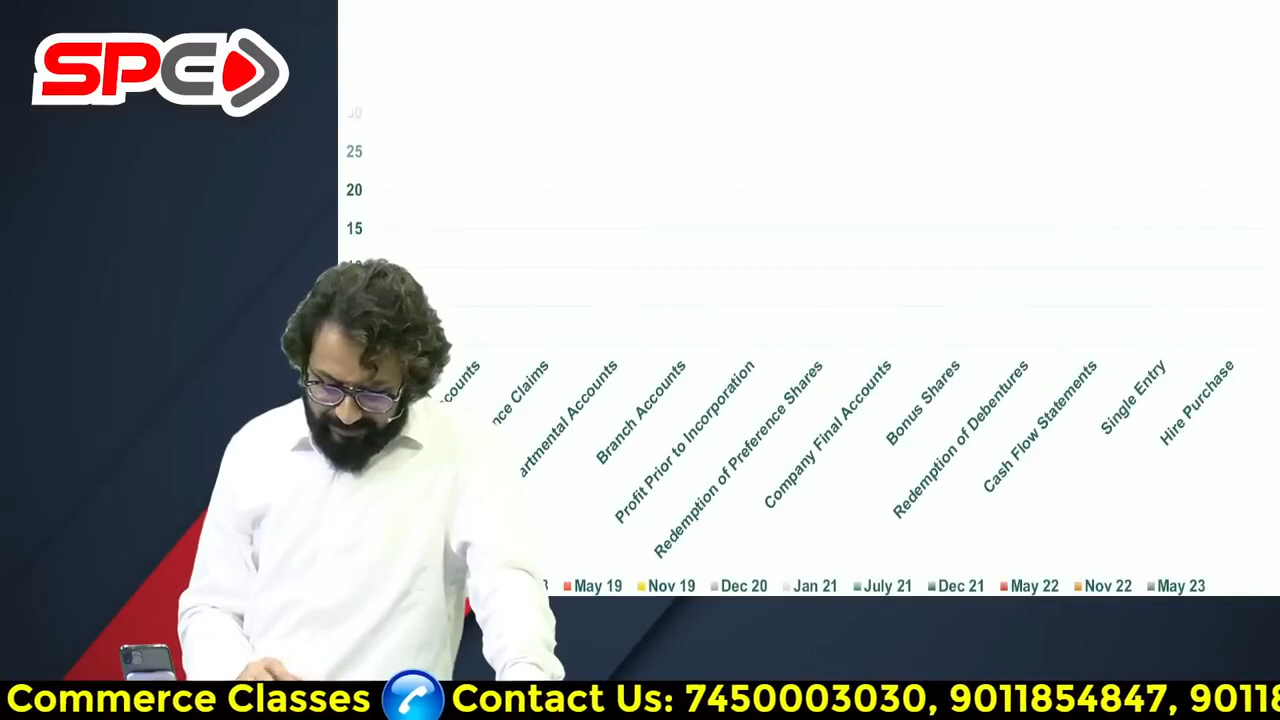 SPC
25
20
15
Branch Accounts
Profit Prior to Incorporation
Redemption of Preference Shares
Company Final Accounts
Bonus Shares
Redemption of Debentures
Cash Flow Statements
Single Entry
Hire Purchase
May 19 Nov 19 Dec 20 Jan 21 July 21 Dec 21 May 22 Nov 22 May 23
Commerce Classes Contact Us: 7450003030, 9011854847,